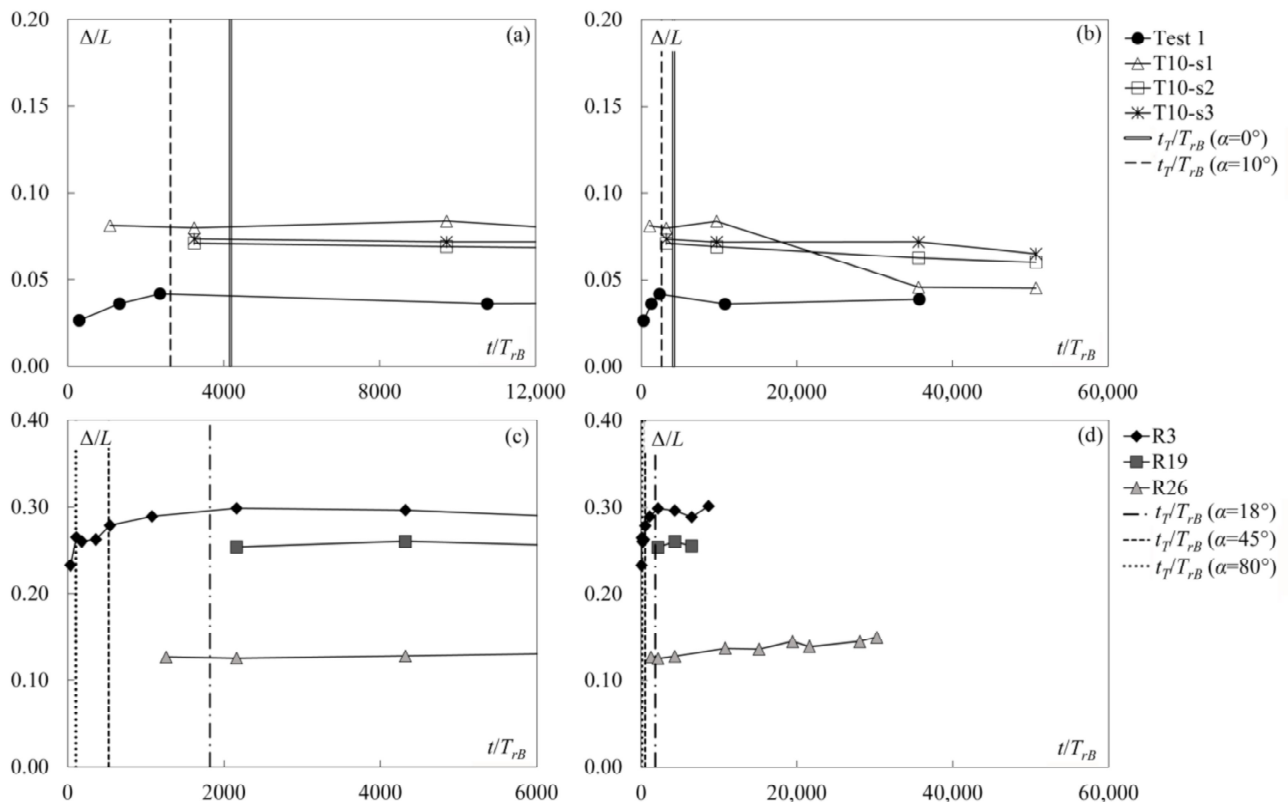 0.20
Δ/L
(a)
0.15
0.10
0.05
t/TrB
0.00
0
4000
8000
12,000
0.20
Δ/L
(b)
0.15
0.10
0.05
t/TrB
0.00
0
20,000
40,000
60,000
Test 1
T10-s1
T10-s2
T10-s3
tT/TrB (α=0°)
tT/TrB (α=10°)
0.40
Δ/L
(c)
0.30
0.20
0.10
t/TrB
0.00
0
2000
4000
6000
0.40
Δ/L
(d)
0.30
0.20
0.10
t/TrB
0.00
0
20,000
40,000
60,000
R3
R19
R26
tT/TrB (α=18°)
tT/TrB (α=45°)
tT/TrB (α=80°)